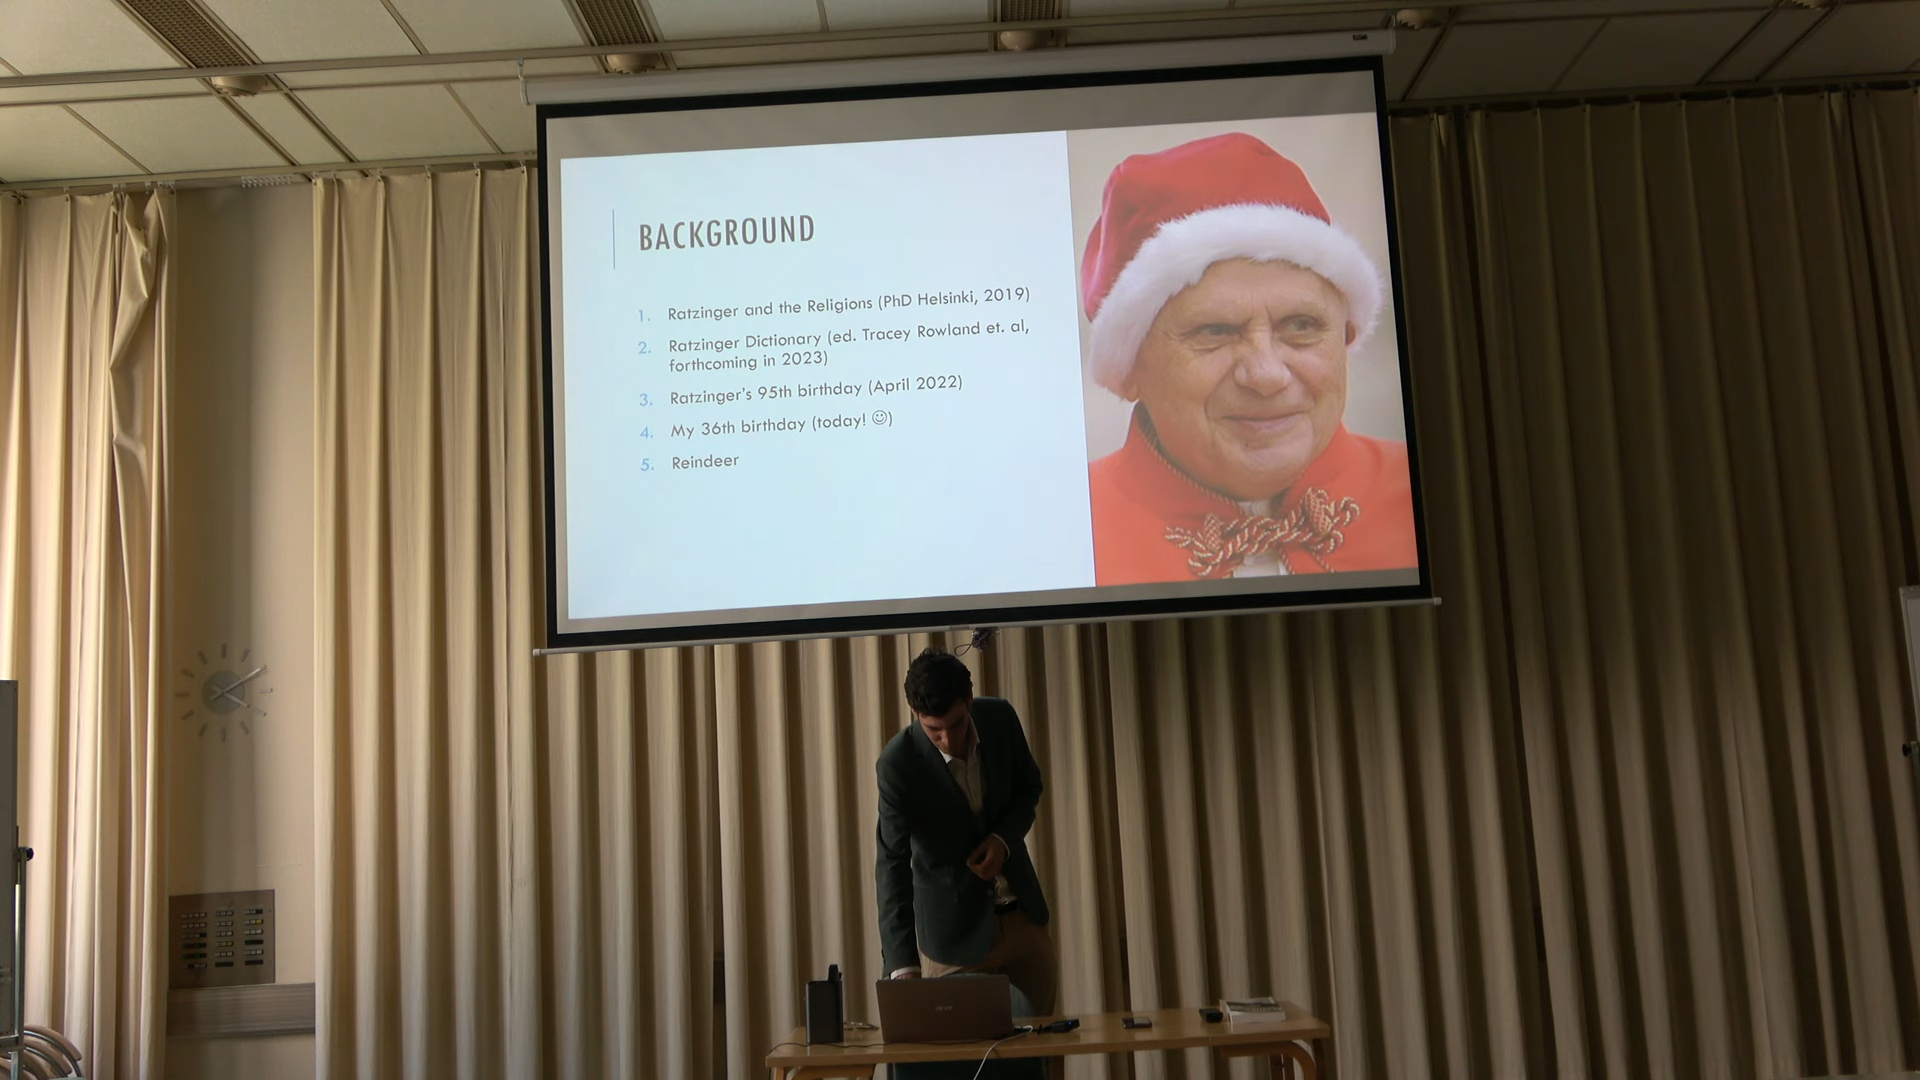 BACKGROUND
1. Ratzinger and the Religions (PhD Helsinki, 2019)
2. Ratzinger Dictionary (ed. Tracey Rowland et. al,
forthcoming in 2023)
3. Ratzinger's 95th birthday (April 2022)
4. My 36th birthday (today! ☺)
5. Reindeer